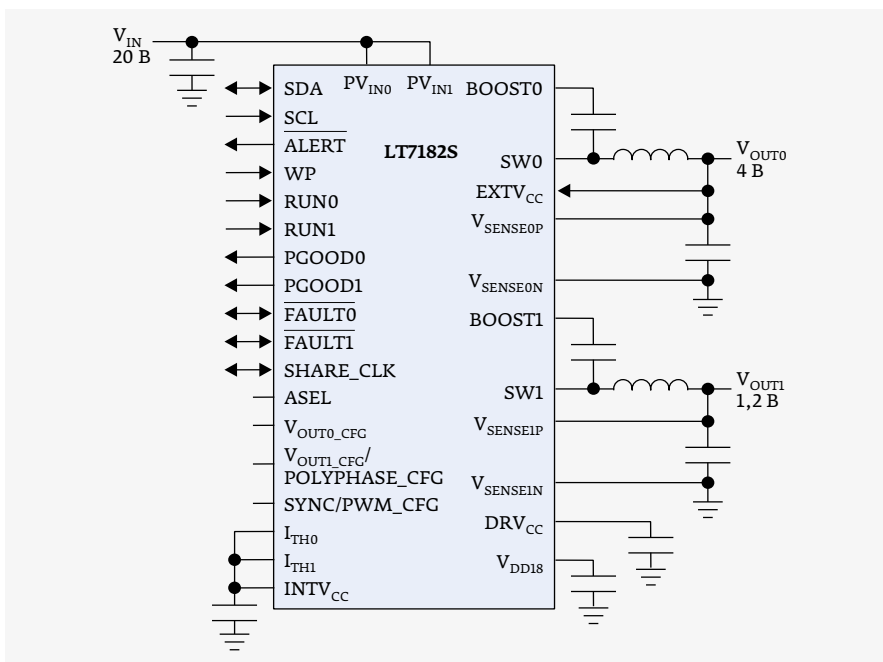 V_IN
20 В
SDA
SCL
ALERT
WP
RUN0
RUN1
PGOOD0
PGOOD1
FAULT0
FAULT1
SHARE_CLK
ASEL
V_OUT0_CFG
V_OUT1_CFG/
POLYPHASE_CFG
SYNC/PWM_CFG
I_TH0
I_TH1
INTV_CC
PV_IN0 PV_IN1
LT7182S
BOOST0
SW0
EXTV_CC
V_SENSE0P
V_SENSE0N
BOOST1
SW1
V_SENSE1P
V_SENSE1N
DRV_CC
V_DD18
V_OUT0
4 В
V_OUT1
1,2 В